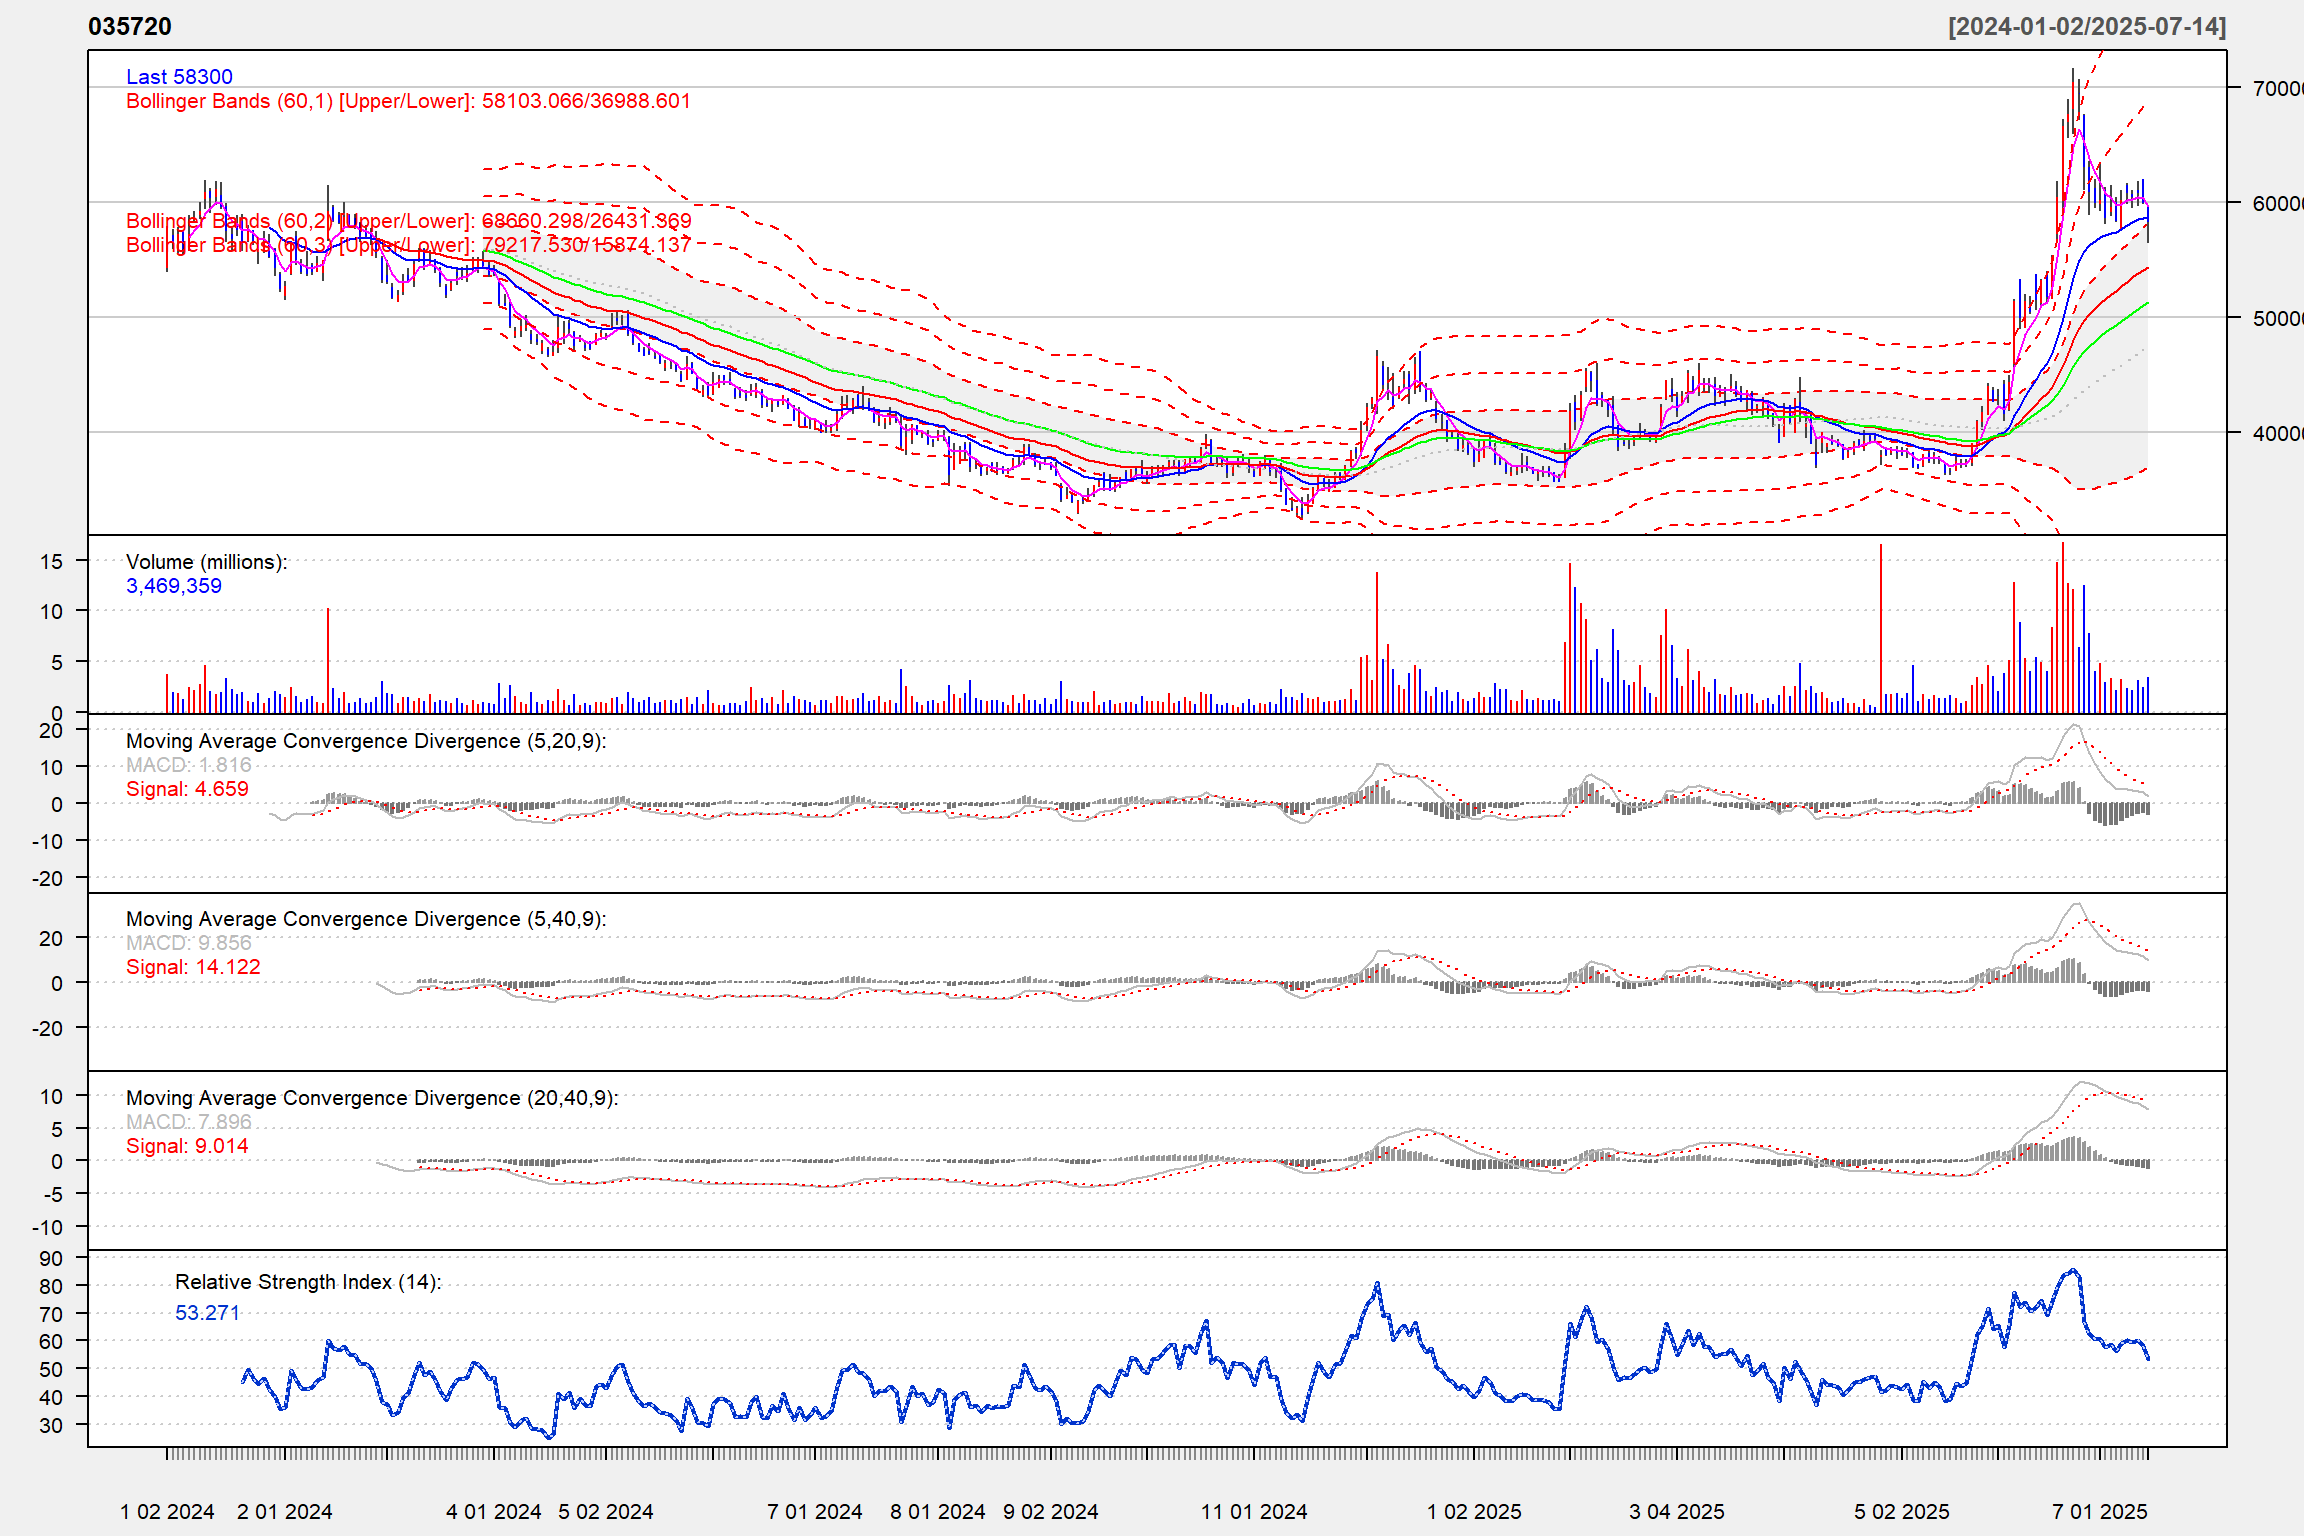 035720 [2024-01-02/2025-07-14]
Last 58300
Bollinger Bands (60,1) [Upper/Lower]: 58103.066/36988.601
Bollinger Bands (60,2) [Upper/Lower]: 68660.298/26431.369
Bollinger Bands (60,3) [Upper/Lower]: 79217.530/15874.137
70000
60000
50000
40000
Volume (millions):
3,469,359
15
10
5
0
Moving Average Convergence Divergence (5,20,9):
MACD: 1.816
Signal: 4.659
20
10
0
-10
-20
Moving Average Convergence Divergence (5,40,9):
MACD: 9.856
Signal: 14.122
20
0
-20
Moving Average Convergence Divergence (20,40,9):
MACD: 7.896
Signal: 9.014
10
5
0
-5
-10
Relative Strength Index (14):
53.271
90
80
70
60
50
40
30
1 02 2024 2 01 2024 4 01 2024 5 02 2024 7 01 2024 8 01 2024 9 02 2024 11 01 2024 1 02 2025 3 04 2025 5 02 2025 7 01 2025